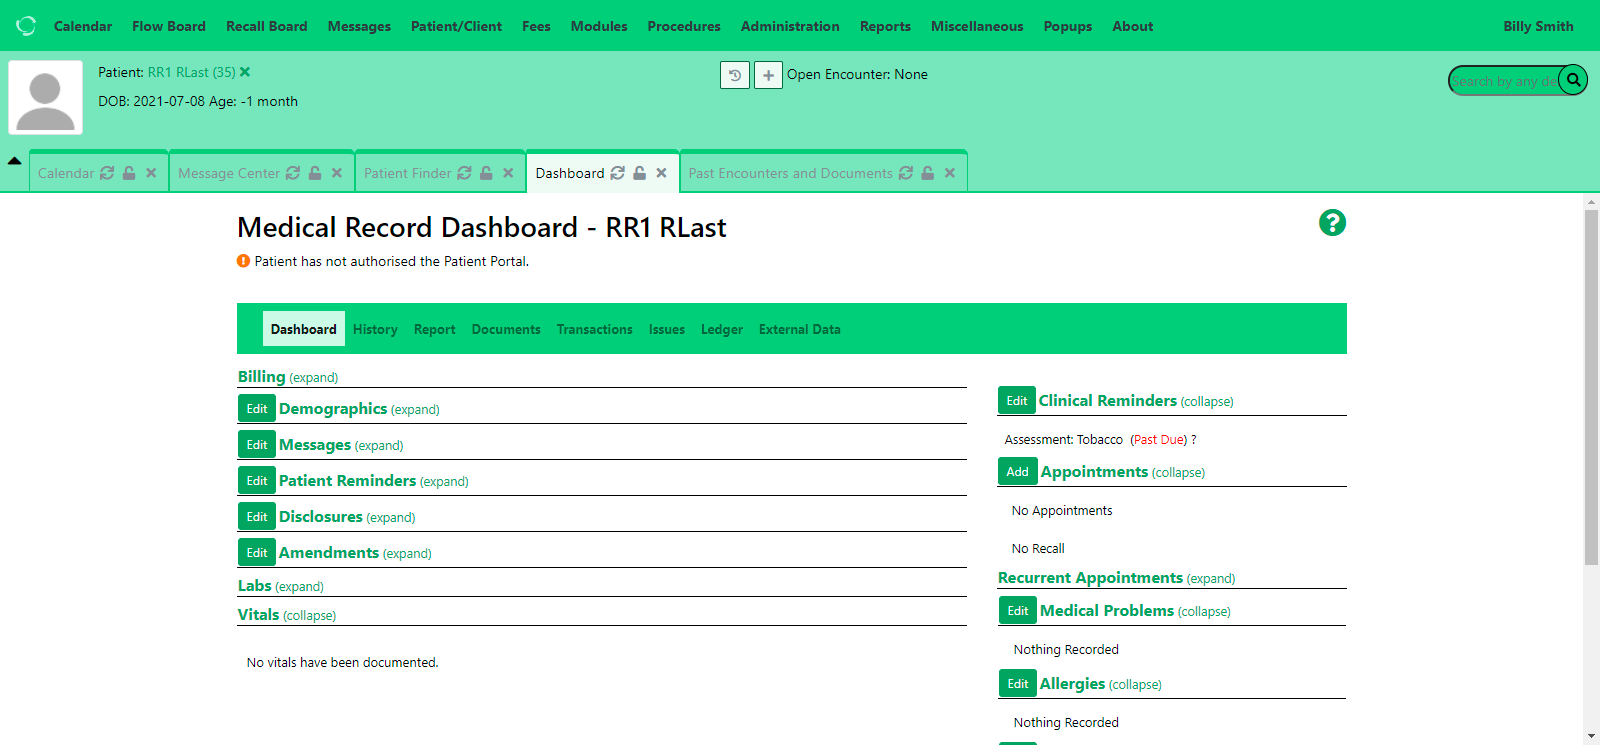 Calendar Flow Board Recall Board Messages Patient/Client Fees Modules Procedures Administration Reports Miscellaneous Popups About Billy Smith
Patient: RR1 RLast (35)
Open Encounter: None
Search by any de
DOB: 2021-07-08 Age: -1 month
Calendar Message Center Patient Finder Dashboard Past Encounters and Documents
Medical Record Dashboard - RR1 RLast
Patient has not authorised the Patient Portal.
Dashboard History Report Documents Transactions Issues Ledger External Data
Billing (expand)
Edit Demographics (expand)
Edit Messages (expand)
Edit Patient Reminders (expand)
Edit Disclosures (expand)
Edit Amendments (expand)
Labs (expand)
Vitals (collapse)
No vitals have been documented.
Edit Clinical Reminders (collapse)
Assessment: Tobacco (Past Due) ?
Add Appointments (collapse)
No Appointments
No Recall
Recurrent Appointments (expand)
Edit Medical Problems (collapse)
Nothing Recorded
Edit Allergies (collapse)
Nothing Recorded